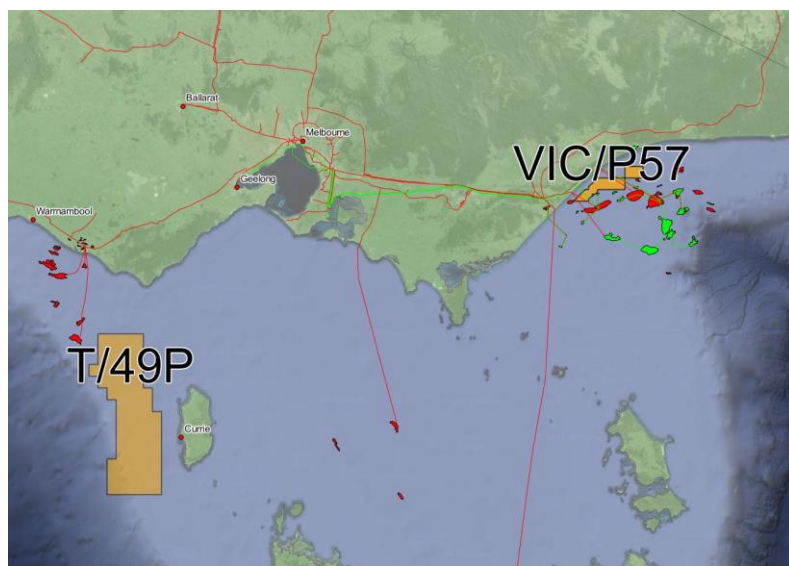 Ballarat
Melbourne
VIC/P57
Geelong
Warrnambool
T/49P
Currie